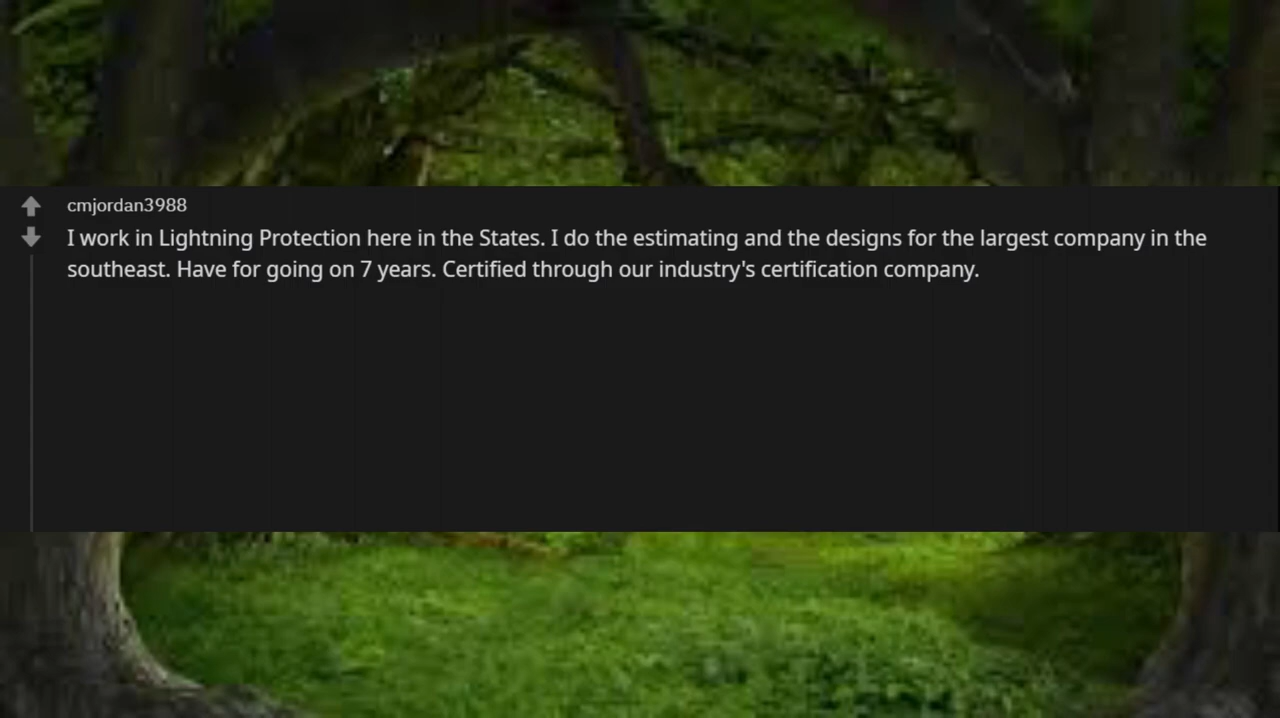 cmjordan3988
I work in Lightning Protection here in the States. I do the estimating and the designs for the largest company in the
southeast. Have for going on 7 years. Certified through our industry's certification company.